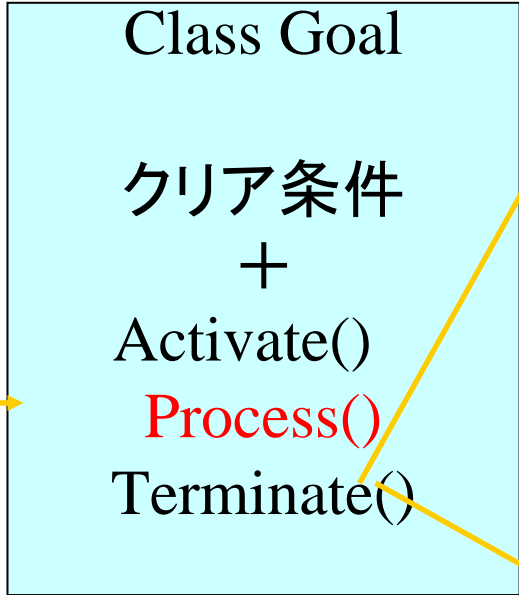 Class Goal
クリア条件
＋
Activate()
Process()
Terminate()